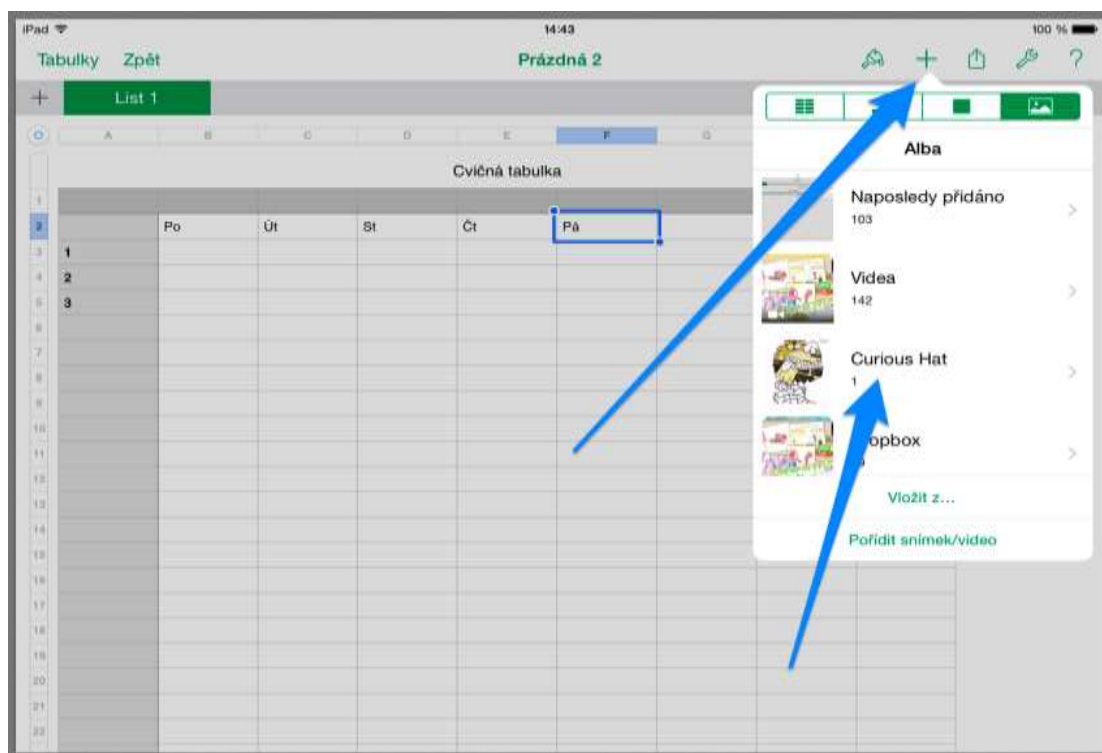 iPad 14:43 100 %
Tabulky Zpět Prázdná 2 ?
+ List 1
A B C D E F G
Alba
Cvičná tabulka
Naposledy přidáno
103
Po Út St Čt Pá
1
2
3
Videa
142
Curious Hat
1
Vložit z...
Pořídit snímek/video
1
2
3
4
5
6
7
8
9
10
11
12
13
14
15
16
17
18
19
20
21
22